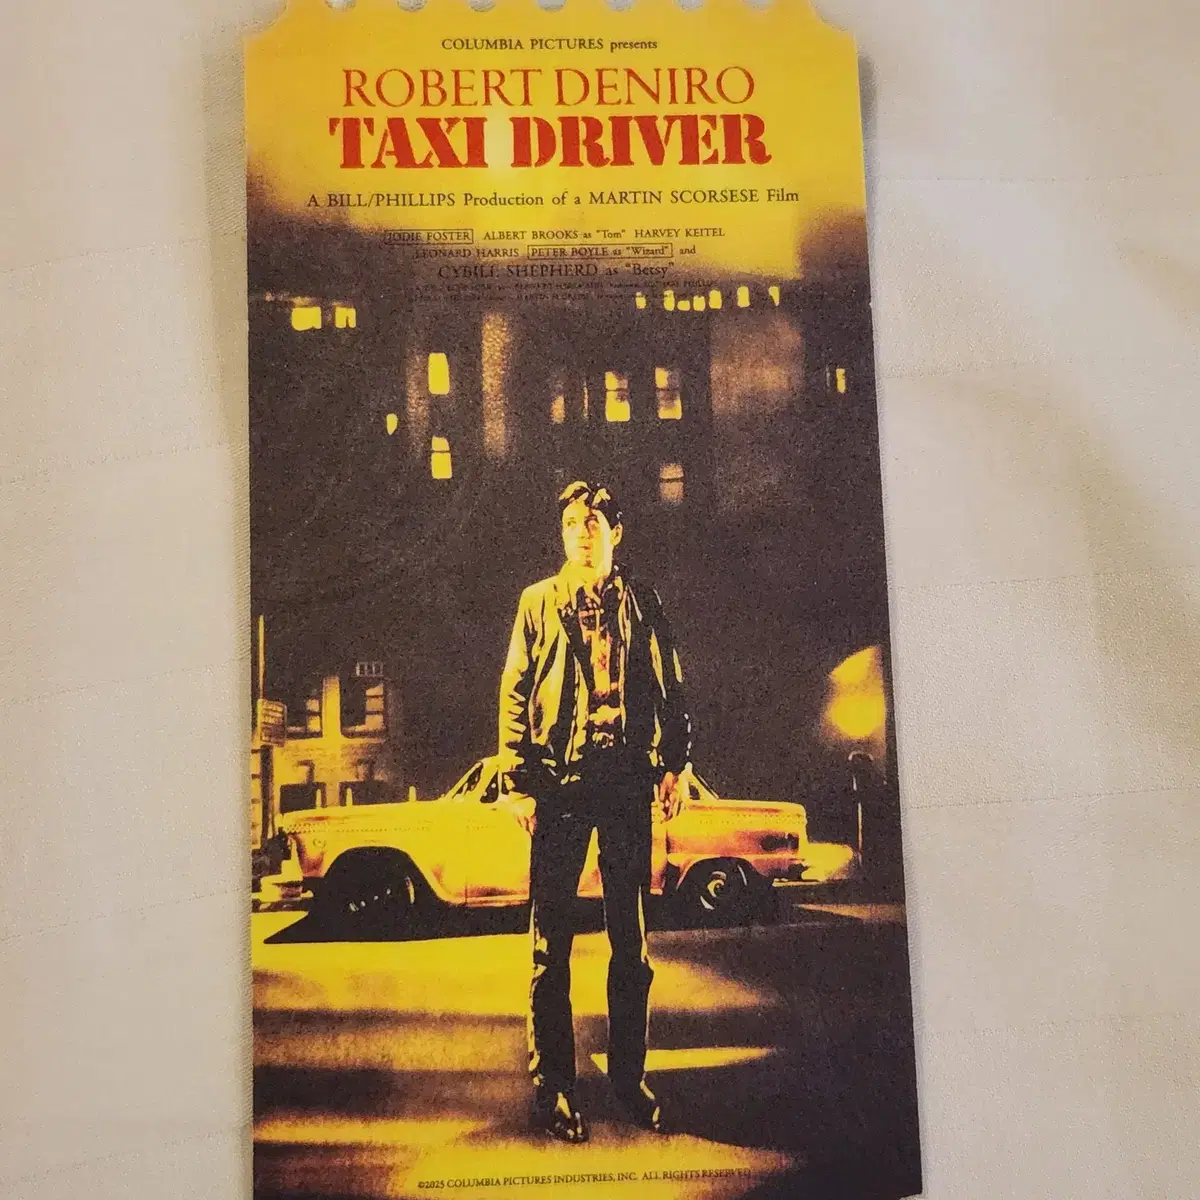 COLUMBIA PICTURES presents
ROBERT DENIRO
TAXI DRIVER
A BILL/PHILLIPS Production of a MARTIN SCORSESE Film
JODIE FOSTER ALBERT BROOKS as "Tom" HARVEY KEITEL
LEONARD HARRIS PETER BOYLE as "Wizard" and
CYBILL SHEPHERD as "Betsy"
©2025 COLUMBIA PICTURES INDUSTRIES, INC. ALL RIGHTS RESERVED